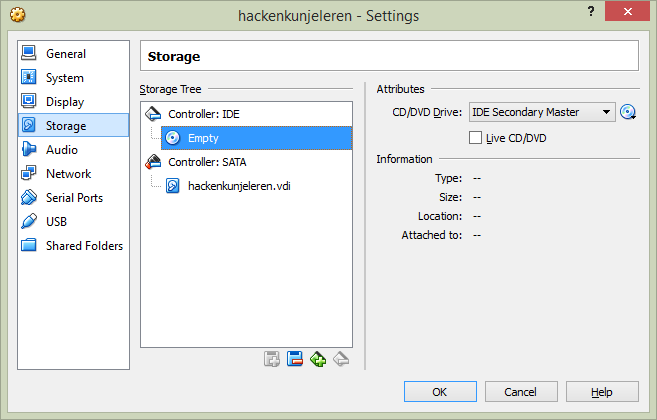 hackenkunjeleren - Settings
?
General
System
Display
Storage
Audio
Network
Serial Ports
USB
Shared Folders
Storage
Storage Tree
Controller: IDE
Empty
Controller: SATA
hackenkunjeleren.vdi
Attributes
CD/DVD Drive: IDE Secondary Master
Live CD/DVD
Information
Type: --
Size: --
Location: --
Attached to: --
OK Cancel Help